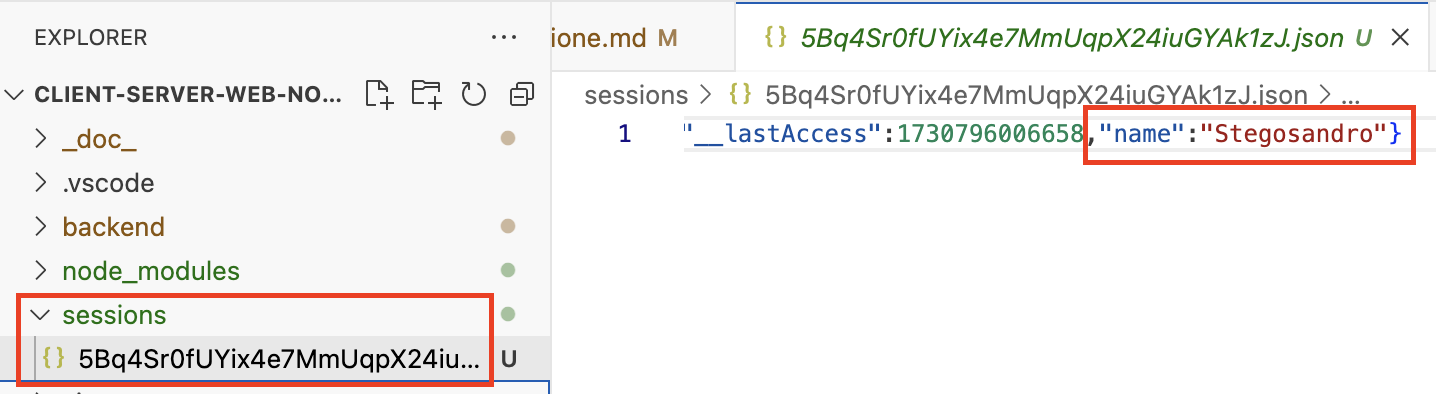 EXPLORER ...
CLIENT-SERVER-WEB-NO...
_doc_
.vscode
backend
node_modules
sessions
{} 5Bq4Sr0fUYix4e7MmUqpX24iu... U
ione.md M
{} 5Bq4Sr0fUYix4e7MmUqpX24iuGYAk1zJ.json U
sessions > {} 5Bq4Sr0fUYix4e7MmUqpX24iuGYAk1zJ.json > ...
1 "__lastAccess":1730796006658,"name":"Stegosandro"}